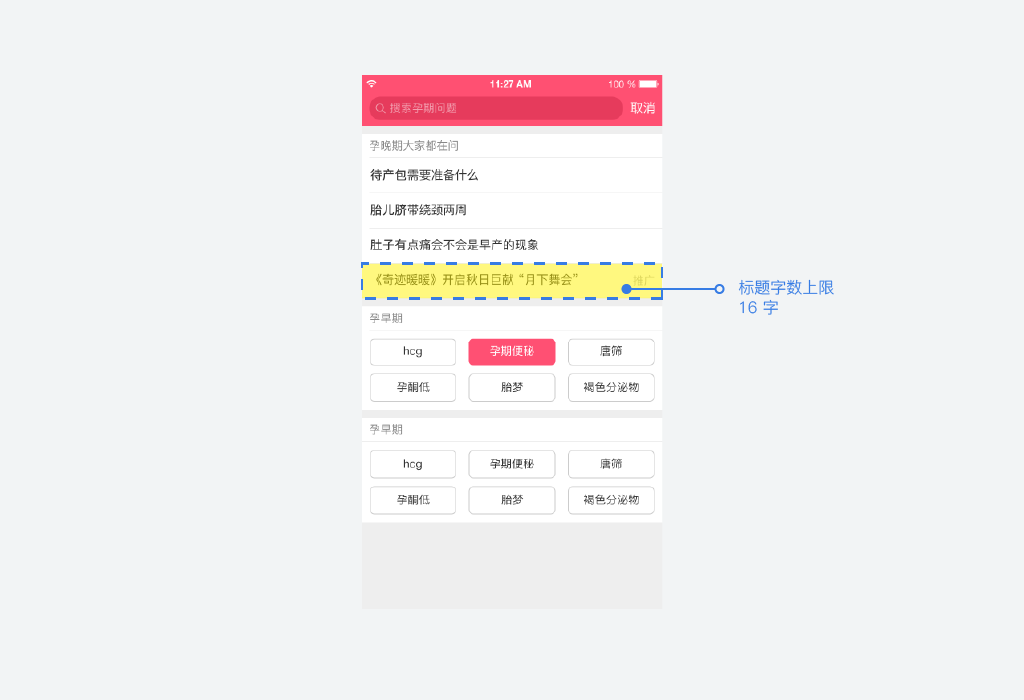 11:27 AM
100 %
搜索孕期问题
取消
孕晚期大家都在问
待产包需要准备什么
胎儿脐带绕颈两周
肚子有点痛会不会是早产的现象
《奇迹暖暖》开启秋日巨献“月下舞会”
推广
标题字数上限
16 字
孕早期
hcg
孕期便秘
唐筛
孕酮低
胎梦
褐色分泌物
孕早期
hcg
孕期便秘
唐筛
孕酮低
胎梦
褐色分泌物